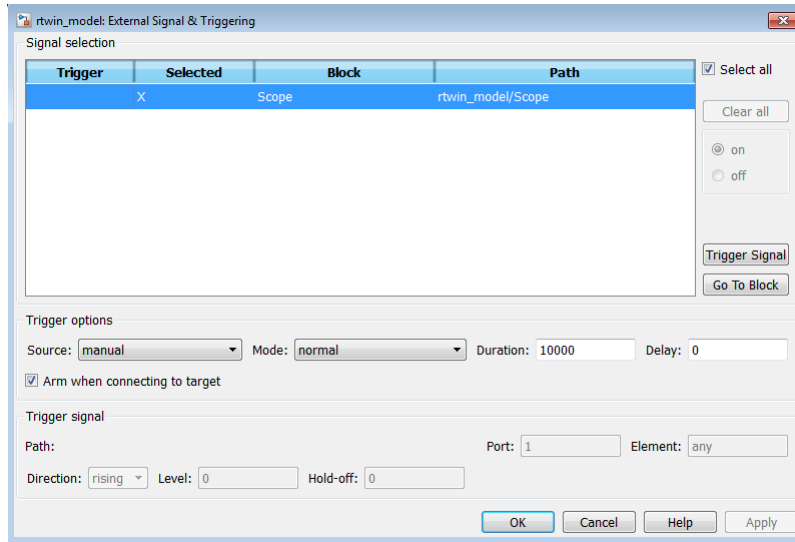 rtwin_model: External Signal & Triggering
Signal selection
Trigger Selected Block Path
X Scope rtwin_model/Scope
Select all
Clear all
on
off
Trigger Signal
Go To Block
Trigger options
Source: manual Mode: normal Duration: 10000 Delay: 0
Arm when connecting to target
Trigger signal
Path: Port: 1 Element: any
Direction: rising Level: 0 Hold-off: 0
OK Cancel Help Apply